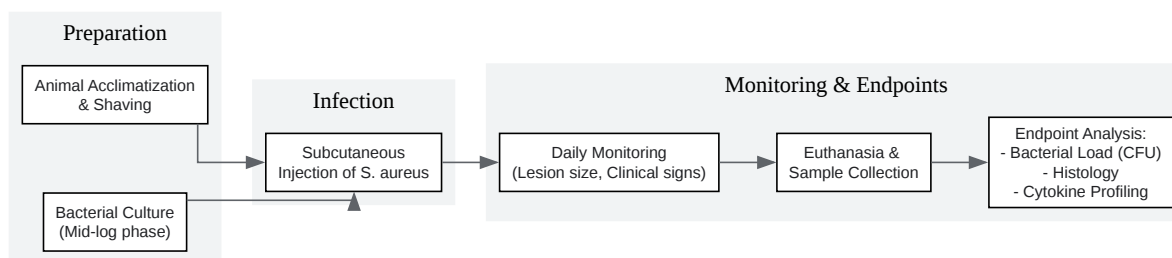 Preparation
Animal Acclimatization
& Shaving
Bacterial Culture
(Mid-log phase)
Infection
Subcutaneous
Injection of S. aureus
Monitoring & Endpoints
Daily Monitoring
(Lesion size, Clinical signs)
Euthanasia &
Sample Collection
Endpoint Analysis:
- Bacterial Load (CFU)
- Histology
- Cytokine Profiling